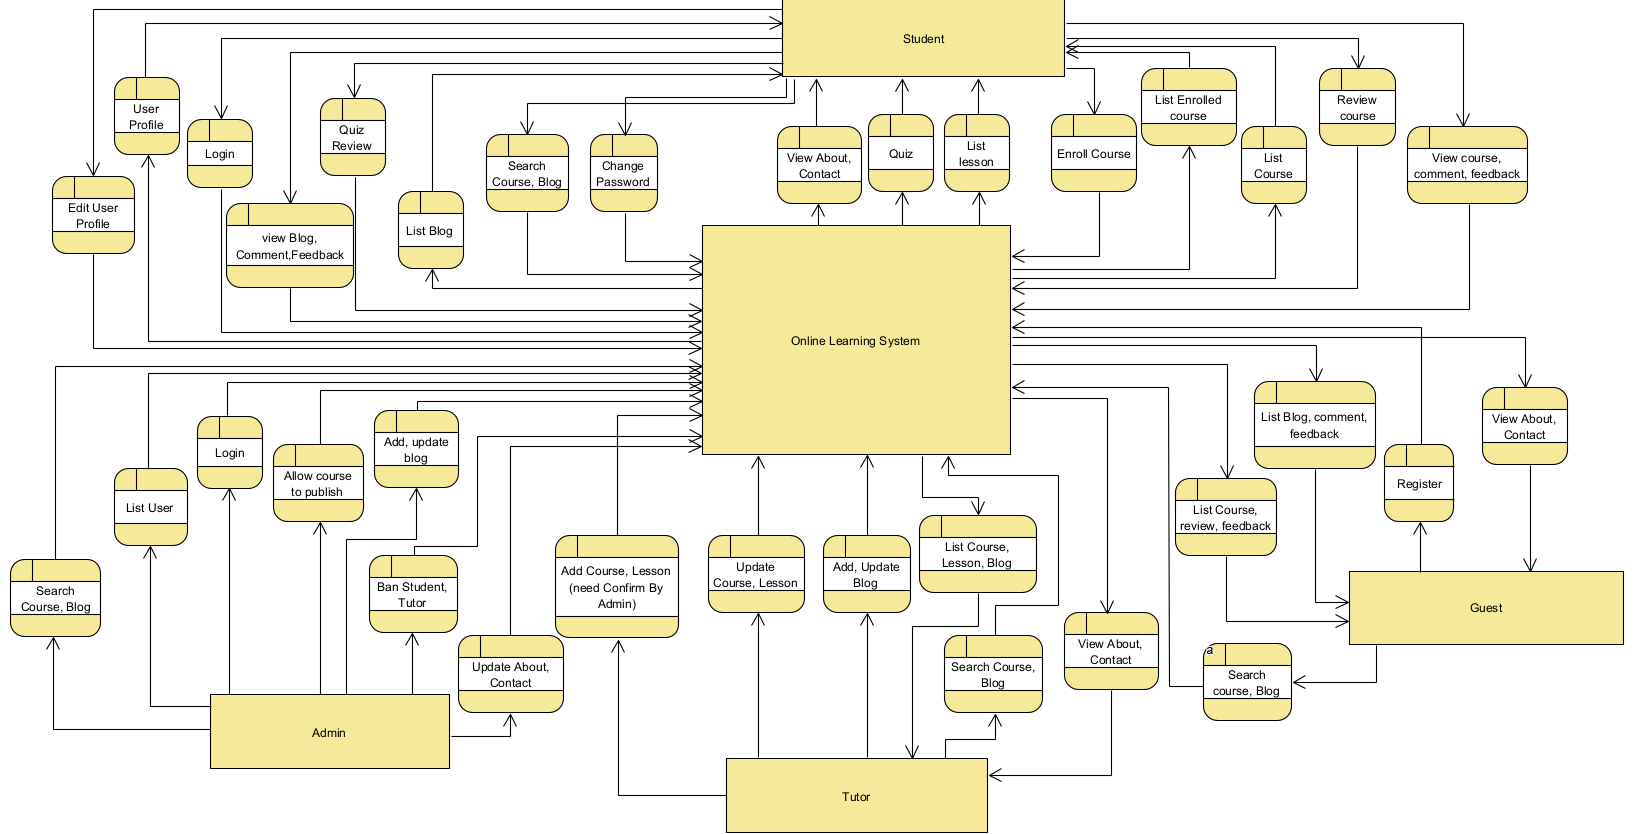 Student
User
Profile
Login
Quiz
Review
Edit User
Profile
view Blog,
Comment,Feedback
List Blog
Search
Course, Blog
Change
Password
View About,
Contact
Quiz
List
lesson
Enroll Course
List Enrolled
course
List
Course
Review
course
View course,
comment, feedback
Online Learning System
Search
Course, Blog
List User
Login
Allow course
to publish
Add, update
blog
Ban Student,
Tutor
Update About,
Contact
Add Course, Lesson
(need Confirm By
Admin)
Update
Course, Lesson
Add, Update
Blog
List Course,
Lesson, Blog
Search Course,
Blog
View About,
Contact
List Course,
review, feedback
List Blog, comment,
feedback
Register
View About,
Contact
Guest
a
Search
course, Blog
Admin
Tutor